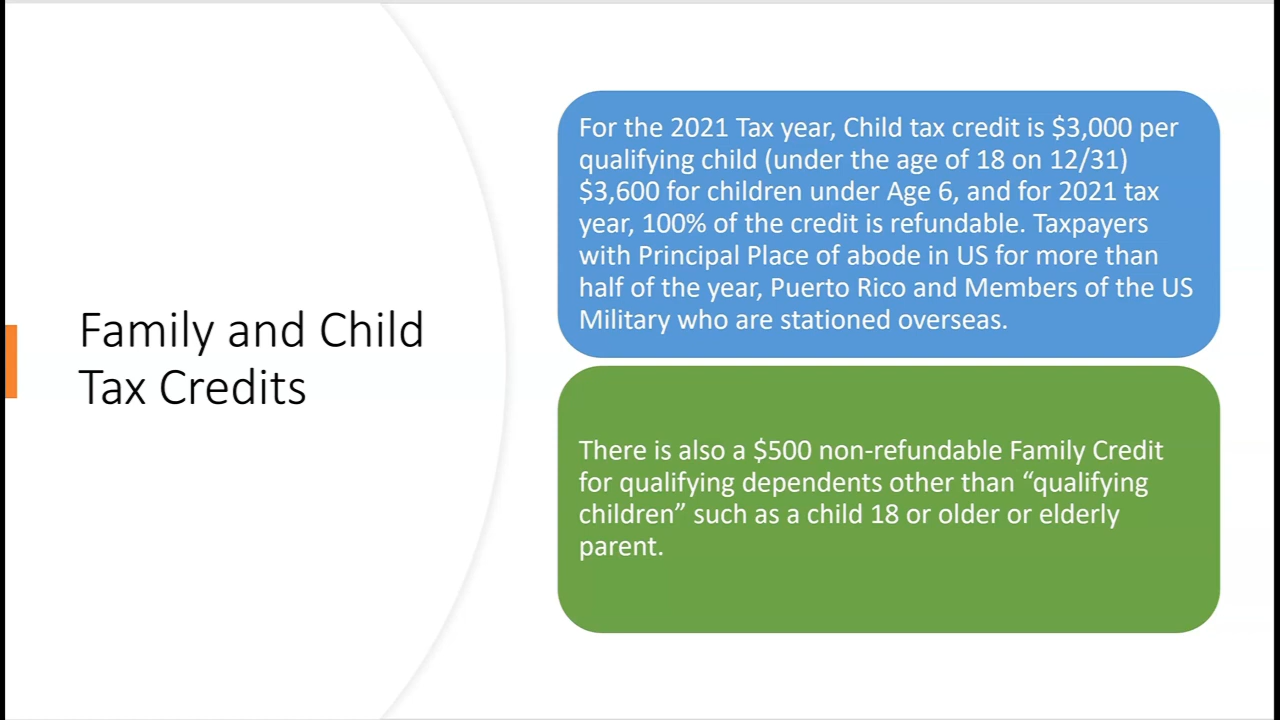 Family and Child
Tax Credits
For the 2021 Tax year, Child tax credit is $3,000 per
qualifying child (under the age of 18 on 12/31)
$3,600 for children under Age 6, and for 2021 tax
year, 100% of the credit is refundable. Taxpayers
with Principal Place of abode in US for more than
half of the year, Puerto Rico and Members of the US
Military who are stationed overseas.
There is also a $500 non-refundable Family Credit
for qualifying dependents other than “qualifying
children” such as a child 18 or older or elderly
parent.